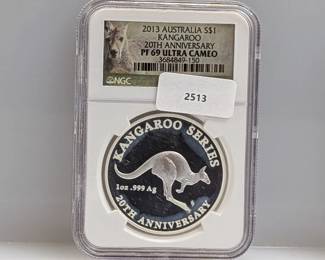 2013 AUSTRALIA S$1
KANGAROO
20TH ANNIVERSARY
PF 69 ULTRA CAMEO
3684849-150
NGC
2513
KANGAROO SERIES
1oz .999 Ag
20TH ANNIVERSARY